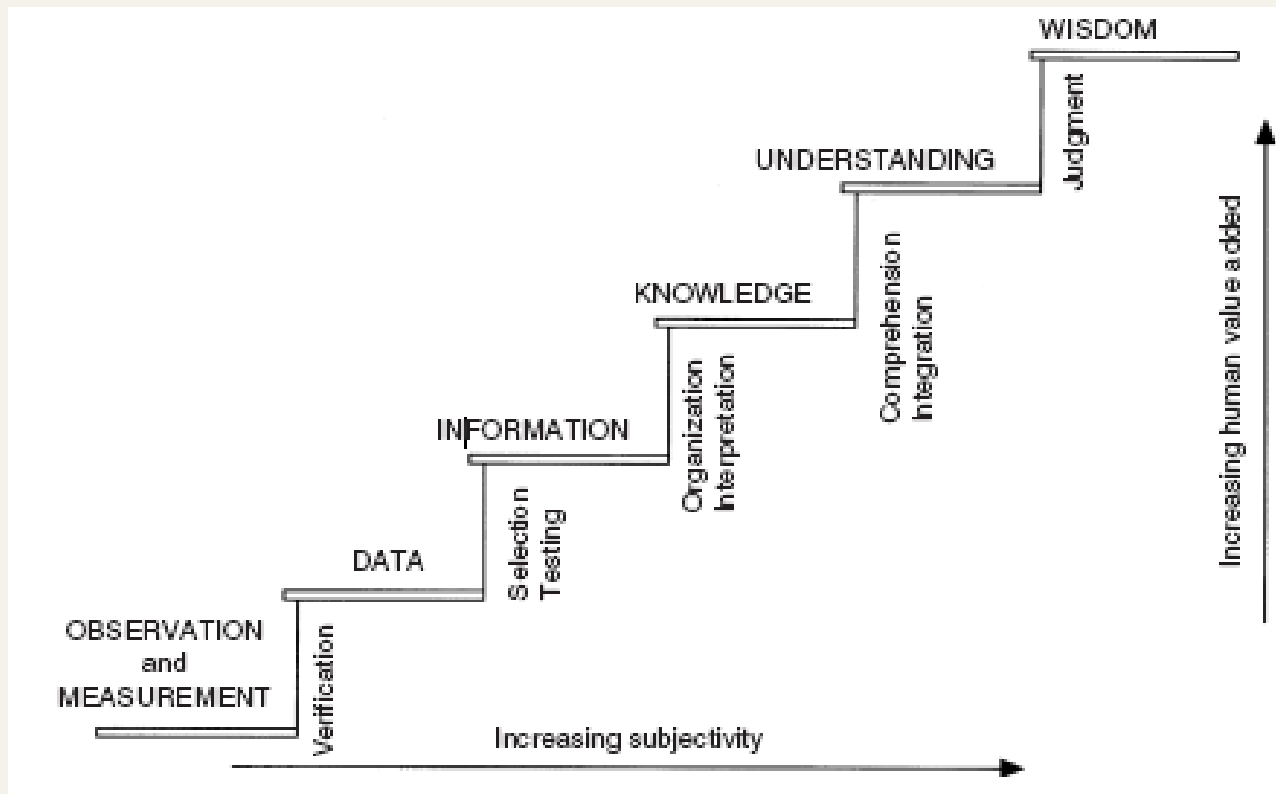 WISDOM
Judgment
UNDERSTANDING
Comprehension
Integration
KNOWLEDGE
Organization
Interpretation
INFORMATION
Selection
Testing
DATA
Verification
OBSERVATION
and
MEASUREMENT
Increasing subjectivity
Increasing human value added